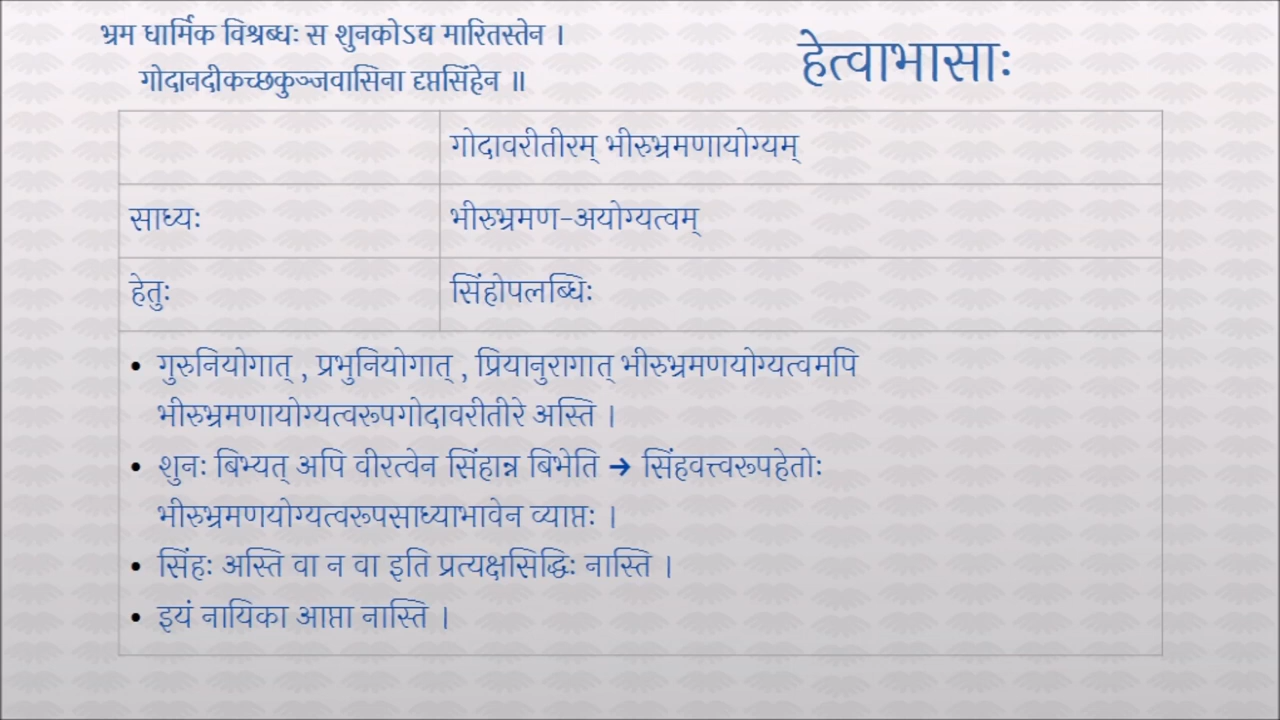 भ्रम धार्मिक विश्रब्धः स शुनकोऽद्य मारितस्तेन ।
गोदानदीकच्छकुञ्जवासिना दृप्तसिंहेन ॥
हेत्वाभासाः
गोदावरीतीरम् भीरुभ्रमणायोग्यम्
साध्यः
भीरुभ्रमण-अयोग्यत्वम्
हेतुः
सिंहोपलब्धिः
• गुरुनियोगात् , प्रभुनियोगात् , प्रियानुरागात् भीरुभ्रमणयोग्यत्वमपि
भीरुभ्रमणायोग्यत्वरूपगोदावरीतीरे अस्ति ।
• शुनः बिभ्यत् अपि वीरत्वेन सिंहान्न बिभेति → सिंहवत्त्वरूपहेतोः
भीरुभ्रमणयोग्यत्वरूपसाध्याभावेन व्याप्तः ।
• सिंहः अस्ति वा न वा इति प्रत्यक्षसिद्धिः नास्ति ।
• इयं नायिका आप्ता नास्ति ।